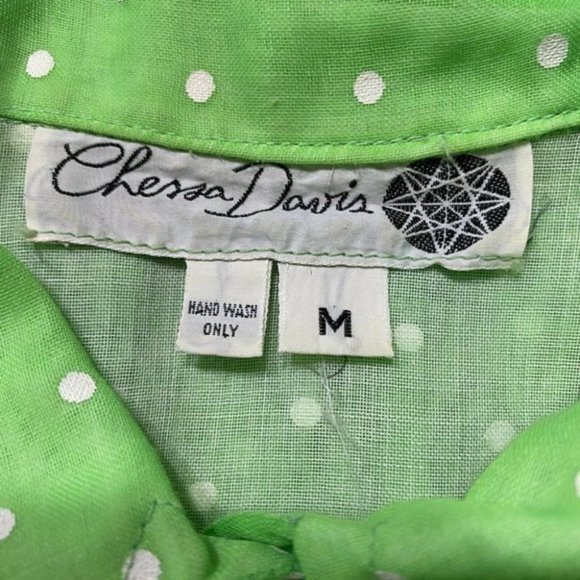 Chessa Davis
HAND WASH
ONLY
M